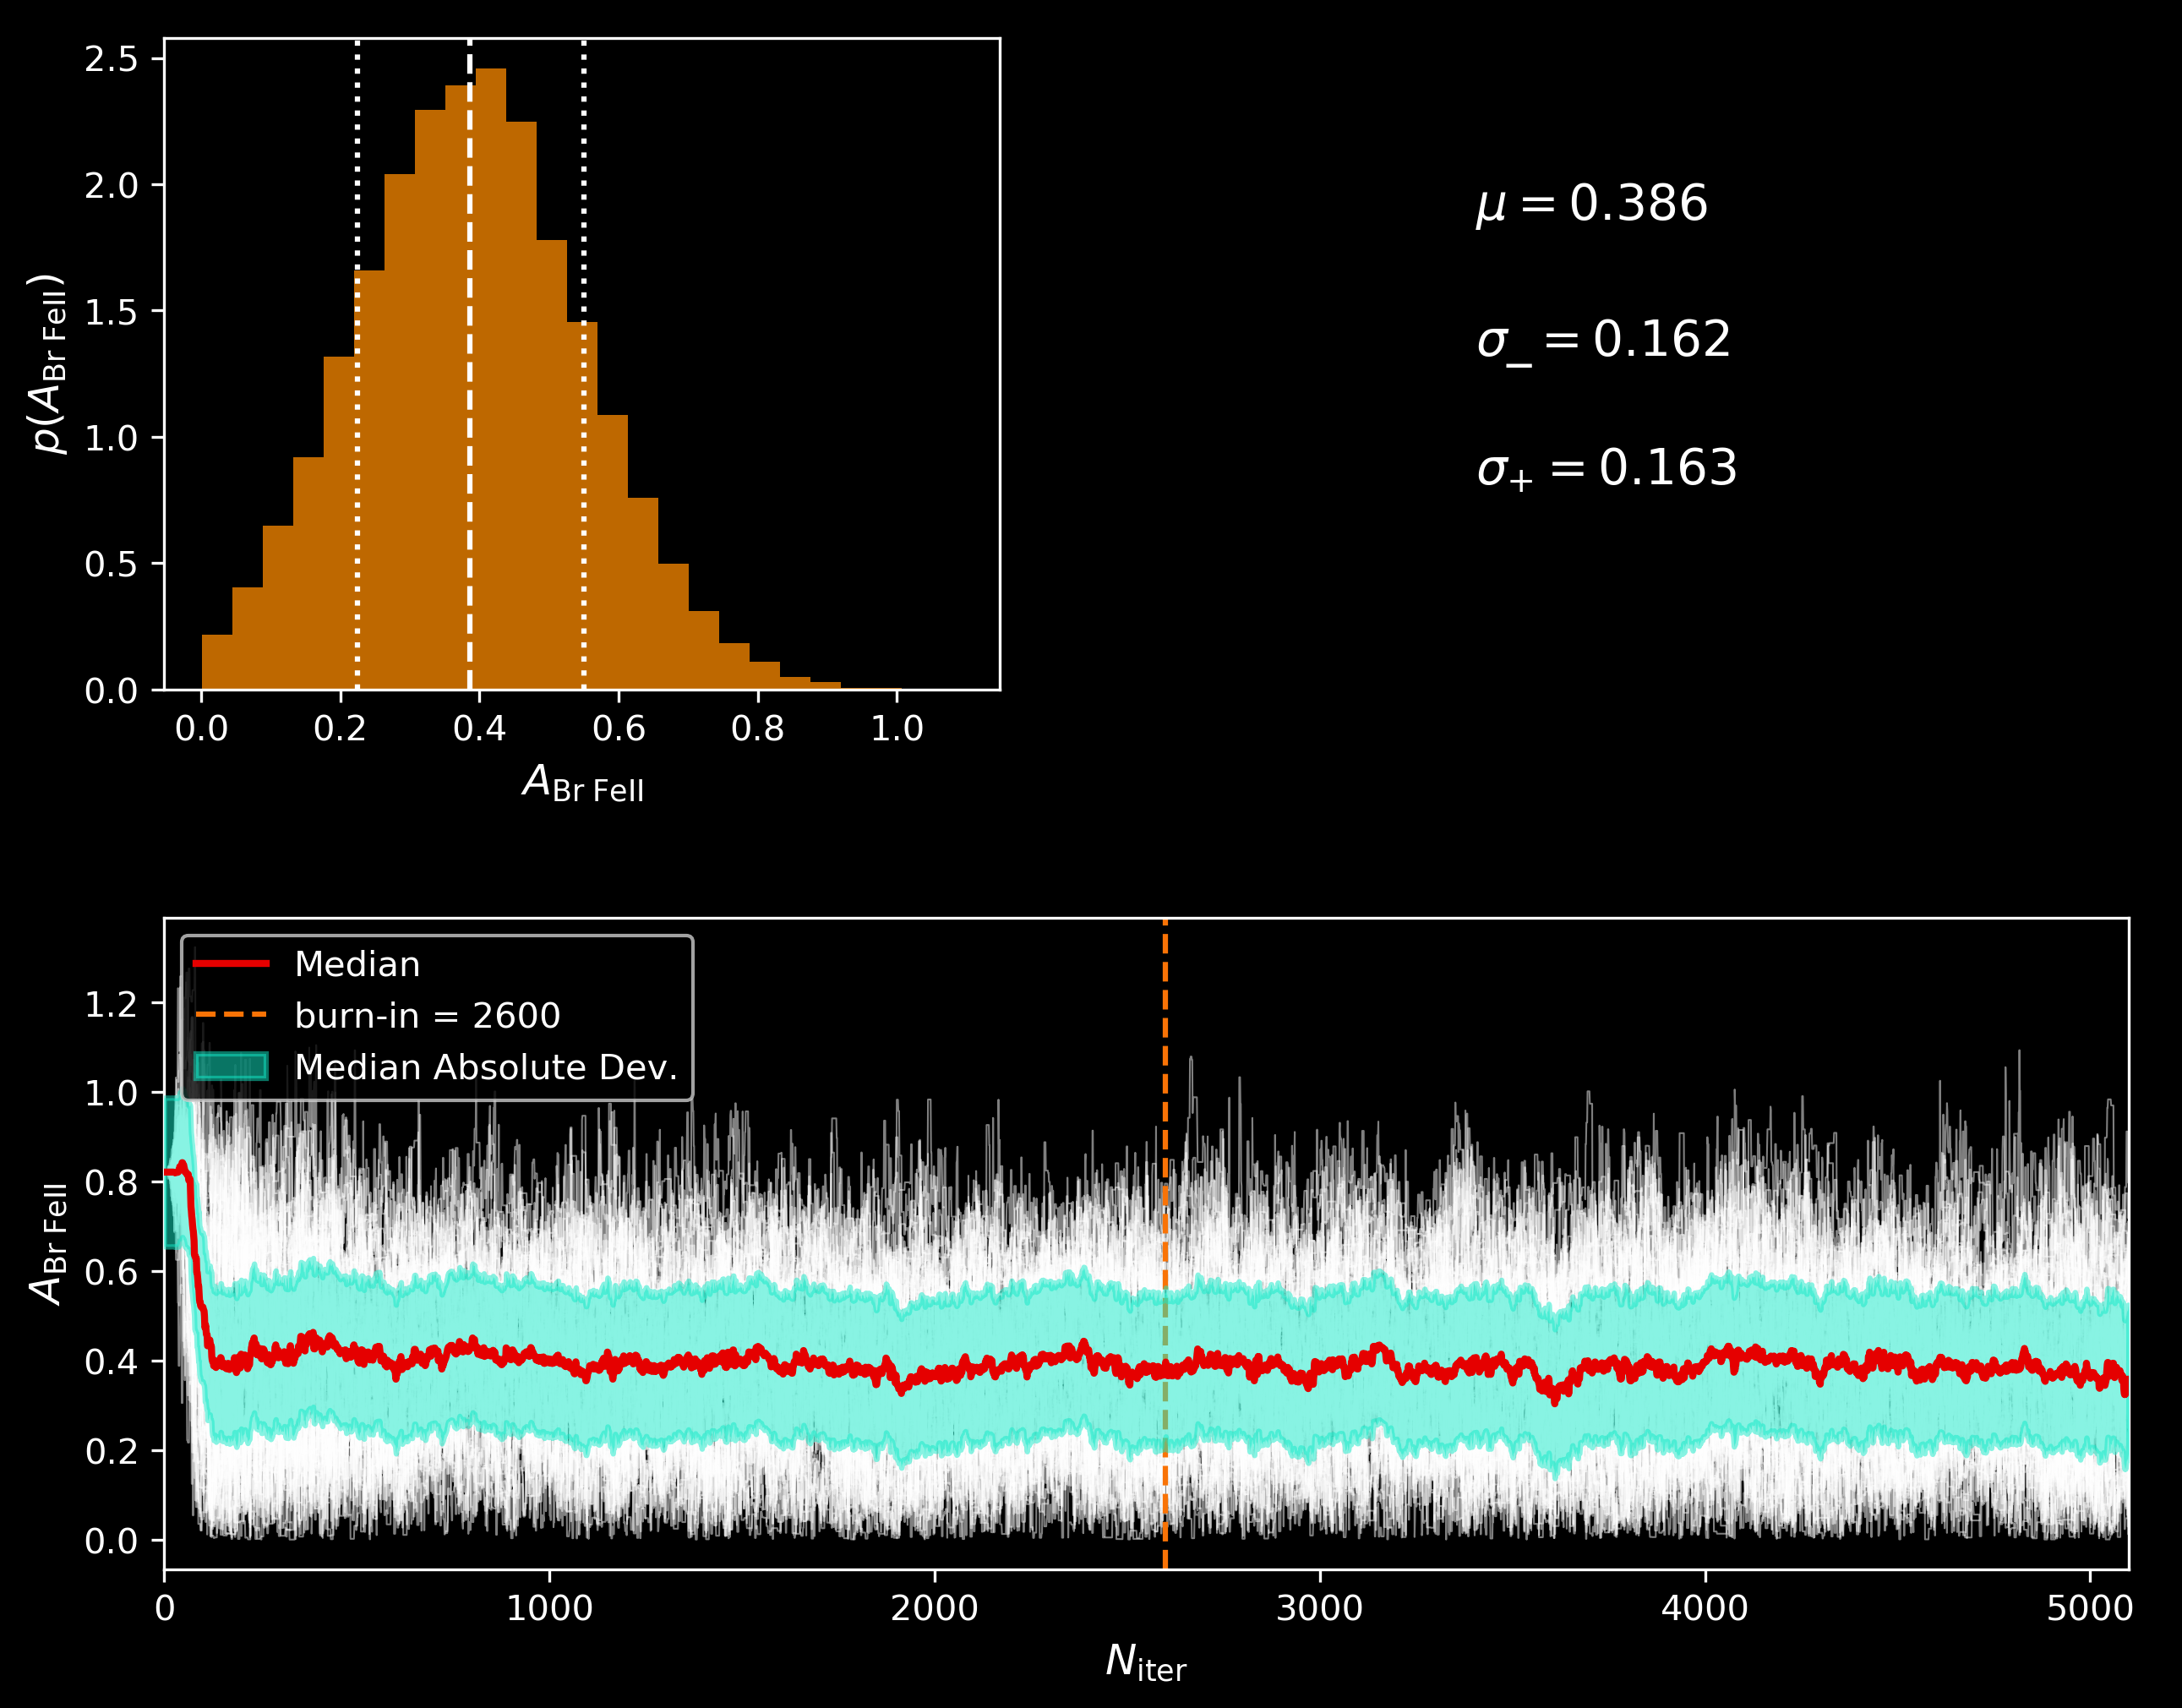 2.5
2.0
1.5
1.0
0.5
0.0
p(A_Br FeII)
0.0 0.2 0.4 0.6 0.8 1.0
A_Br FeII
μ = 0.386
σ_− = 0.162
σ_+ = 0.163
Median
burn-in = 2600
Median Absolute Dev.
1.2
1.0
0.8
0.6
0.4
0.2
0.0
A_Br FeII
0 1000 2000 3000 4000 5000
N_iter